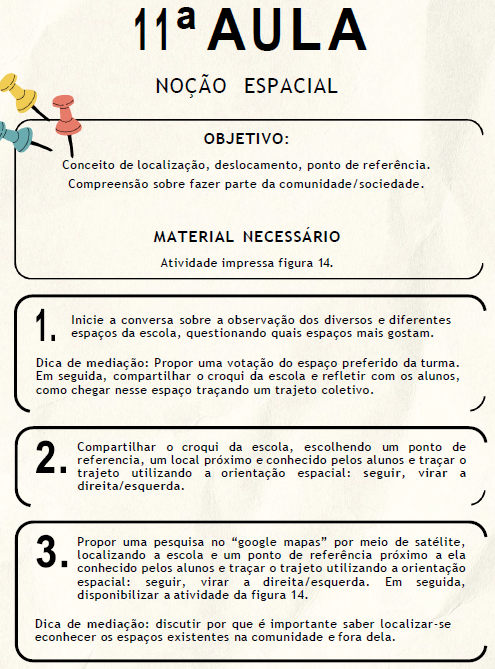 11ª AULA
NOÇÃO ESPACIAL
OBJETIVO:
Conceito de localização, deslocamento, ponto de referência.
Compreensão sobre fazer parte da comunidade/sociedade.
MATERIAL NECESSÁRIO
Atividade impressa figura 14.
1. Inicie a conversa sobre a observação dos diversos e diferentes
espaços da escola, questionando quais espaços mais gostam.
Dica de mediação: Propor uma votação do espaço preferido da turma.
Em seguida, compartilhar o croqui da escola e refletir com os alunos,
como chegar nesse espaço traçando um trajeto coletivo.
2. Compartilhar o croqui da escola, escolhendo um ponto de
referencia, um local próximo e conhecido pelos alunos e traçar o
trajeto utilizando a orientação espacial: seguir, virar a
direita/esquerda.
3. Propor uma pesquisa no “google mapas” por meio de satélite,
localizando a escola e um ponto de referência próximo a ela
conhecido pelos alunos e traçar o trajeto utilizando a orientação
espacial: seguir, virar a direita/esquerda. Em seguida,
disponibilizar a atividade da figura 14.
Dica de mediação: discutir por que é importante saber localizar-se
econhecer os espaços existentes na comunidade e fora dela.